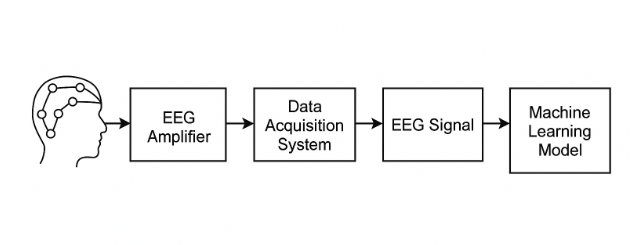 EEG
Amplifier
Data
Acquisition
System
EEG Signal
Machine
Learning
Model